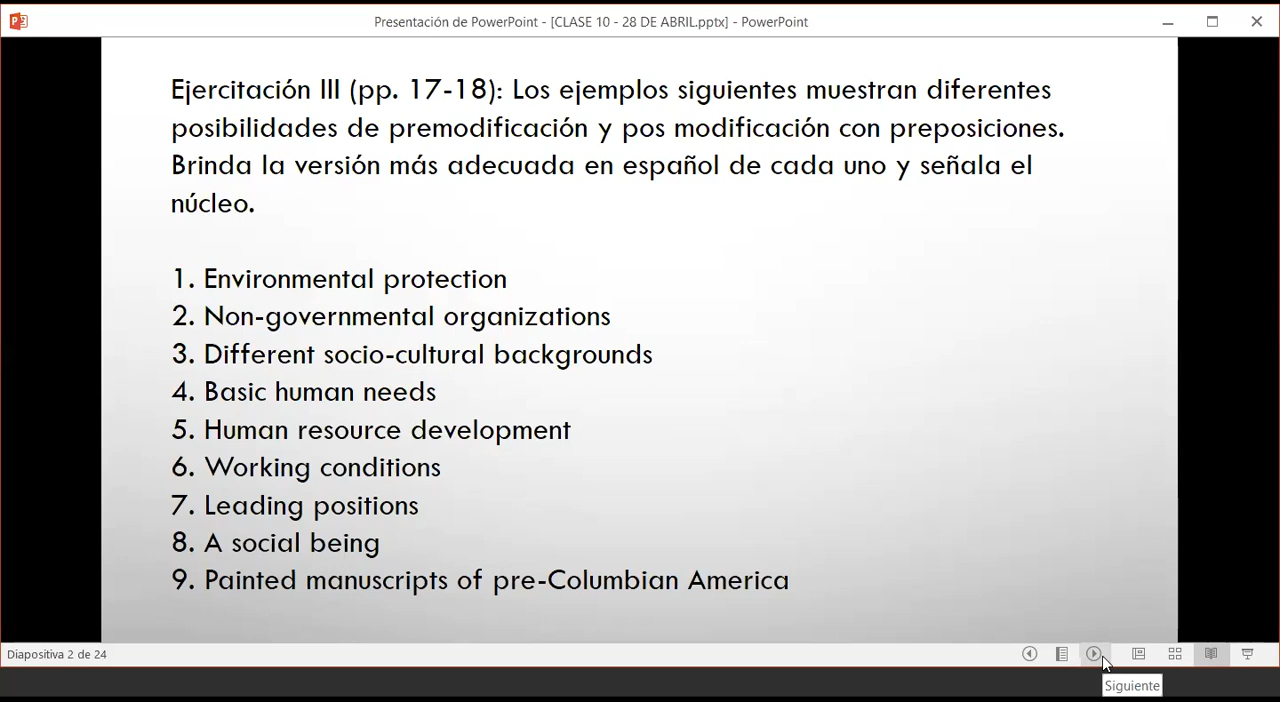 Presentación de PowerPoint - [CLASE 10 - 28 DE ABRIL.pptx] - PowerPoint
Ejercitación III (pp. 17-18): Los ejemplos siguientes muestran diferentes
posibilidades de premodificación y pos modificación con preposiciones.
Brinda la versión más adecuada en español de cada uno y señala el
núcleo.
1. Environmental protection
2. Non-governmental organizations
3. Different socio-cultural backgrounds
4. Basic human needs
5. Human resource development
6. Working conditions
7. Leading positions
8. A social being
9. Painted manuscripts of pre-Columbian America
Diapositiva 2 de 24
Siguiente